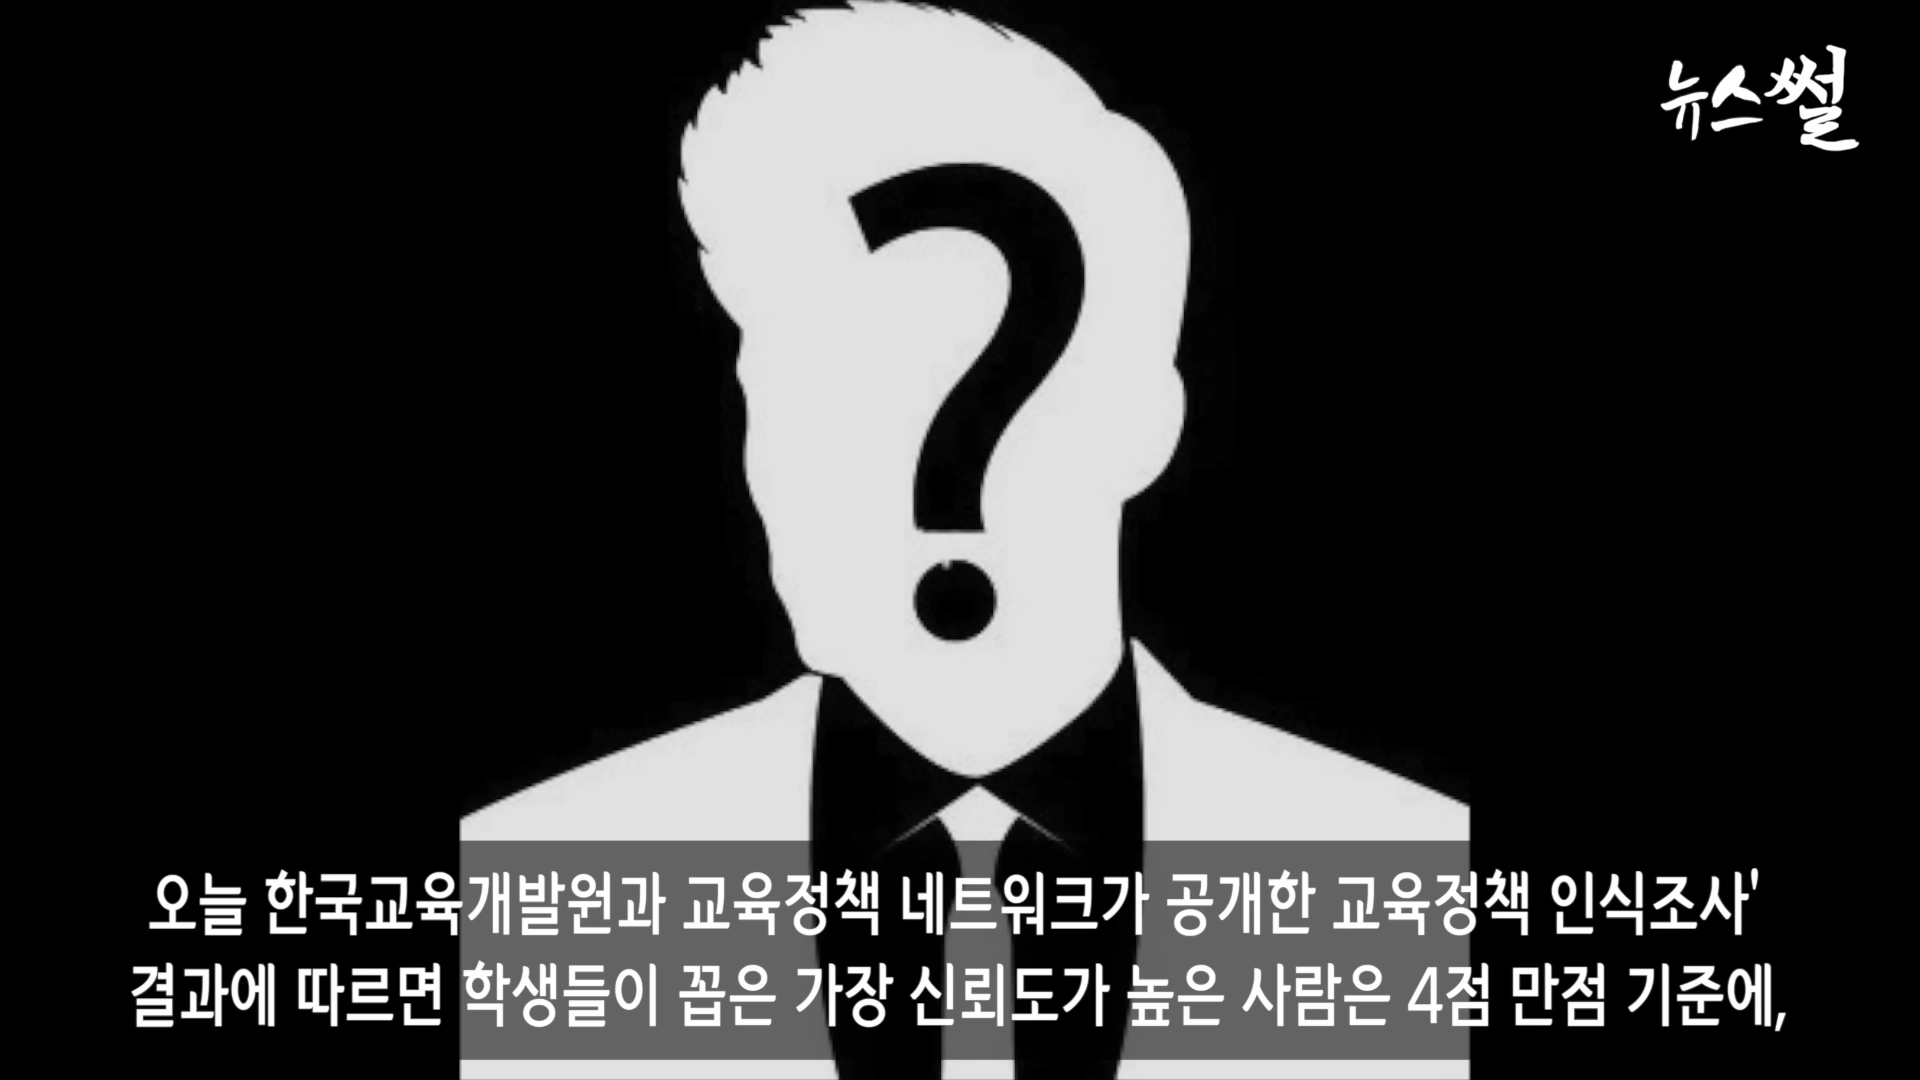 뉴스썰
오늘 한국교육개발원과 교육정책 네트워크가 공개한 교육정책 인식조사'
결과에 따르면 학생들이 꼽은 가장 신뢰도가 높은 사람은 4점 만점 기준에,